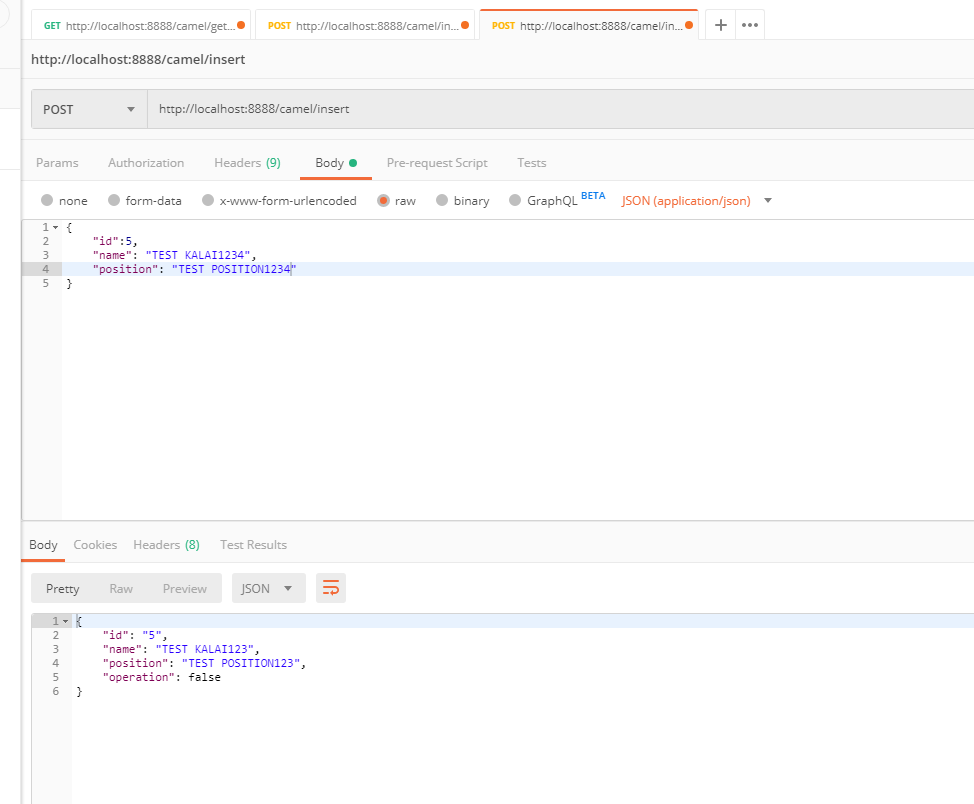 GET http://localhost:8888/camel/get... POST http://localhost:8888/camel/in... POST http://localhost:8888/camel/in... + •••
http://localhost:8888/camel/insert
POST http://localhost:8888/camel/insert
Params Authorization Headers (9) Body Pre-request Script Tests
none form-data x-www-form-urlencoded raw binary GraphQL BETA JSON (application/json)
1 {
2 "id":5,
3 "name": "TEST KALAI1234",
4 "position": "TEST POSITION1234"
5 }
Body Cookies Headers (8) Test Results
Pretty Raw Preview JSON
1 {
2 "id": "5",
3 "name": "TEST KALAI123",
4 "position": "TEST POSITION123",
5 "operation": false
6 }